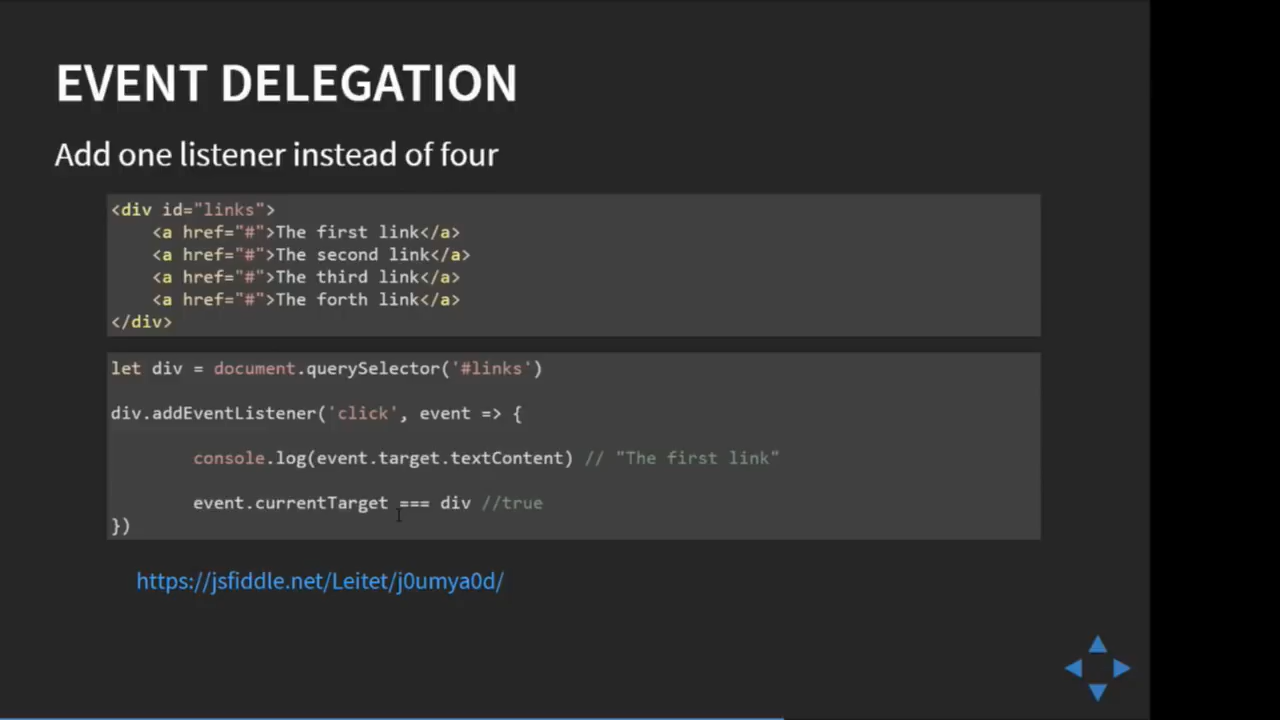 EVENT DELEGATION
Add one listener instead of four
<div id="links">
    <a href="#">The first link</a>
    <a href="#">The second link</a>
    <a href="#">The third link</a>
    <a href="#">The forth link</a>
</div>
let div = document.querySelector('#links')
div.addEventListener('click', event => {
        console.log(event.target.textContent) // "The first link"
        event.currentTarget === div //true
})
https://jsfiddle.net/Leitet/j0umya0d/